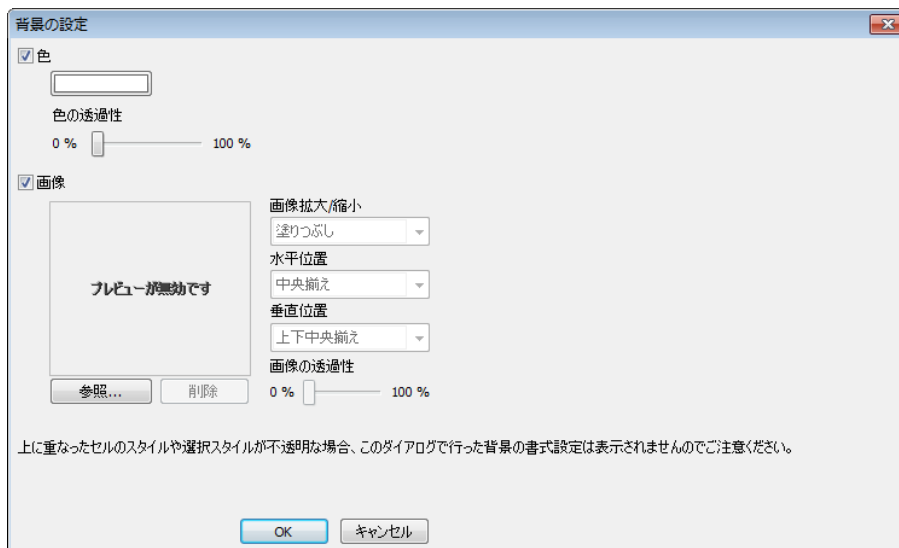 背景の設定
色
色の透過性
0 % 100 %
画像
画像拡大/縮小
塗りつぶし
水平位置
中央揃え
プレビューが無効です
垂直位置
上下中央揃え
画像の透過性
参照... 削除 0 % 100 %
上に重なったセルのスタイルや選択スタイルが不透明な場合、このダイアログで行った背景の書式設定は表示されませんのでご注意ください。
OK キャンセル